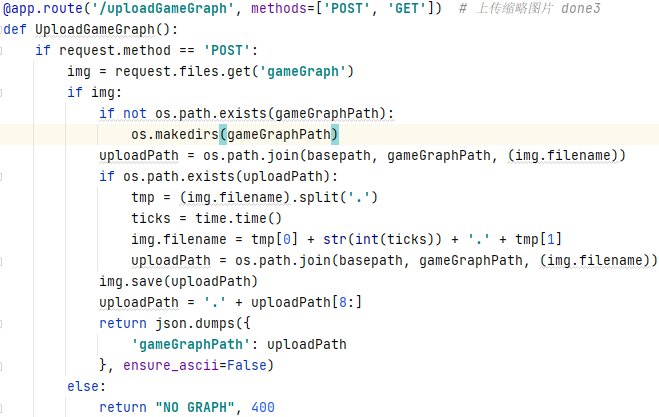 @app.route('/uploadGameGraph', methods=['POST', 'GET'])  # 上传缩略图片 done3
def UploadGameGraph():
    if request.method == 'POST':
        img = request.files.get('gameGraph')
        if img:
            if not os.path.exists(gameGraphPath):
                os.makedirs(gameGraphPath)
            uploadPath = os.path.join(basepath, gameGraphPath, (img.filename))
            if os.path.exists(uploadPath):
                tmp = (img.filename).split('.')
                ticks = time.time()
                img.filename = tmp[0] + str(int(ticks)) + '.' + tmp[1]
                uploadPath = os.path.join(basepath, gameGraphPath, (img.filename))
            img.save(uploadPath)
            uploadPath = '.' + uploadPath[8:]
            return json.dumps({
                'gameGraphPath': uploadPath
            }, ensure_ascii=False)
        else:
            return "NO GRAPH", 400